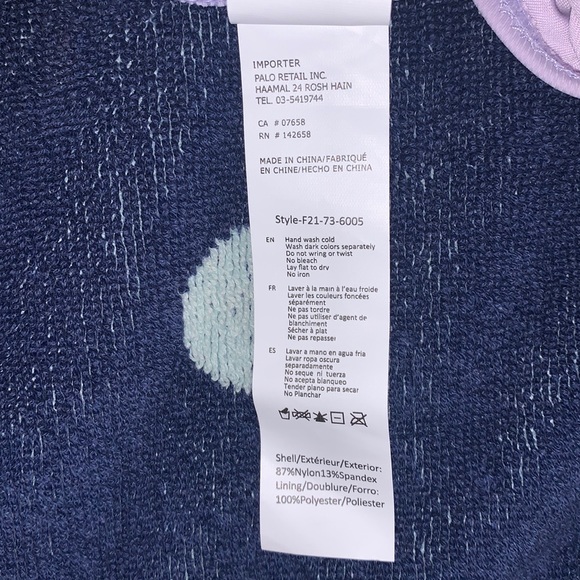 IMPORTER
PALO RETAIL INC.
HAAMAL 24 ROSH HAIN
TEL. 03-5419744
CA # 07658
RN # 142658
MADE IN CHINA/FABRIQUÉ
EN CHINE/HECHO EN CHINA
Style-F21-73-6005
EN Hand wash cold
Wash dark colors separately
Do not wring or twist
No bleach
Lay flat to dry
No iron
FR Laver à la main à l'eau froide
Laver les couleurs foncées
séparément
Ne pas tordre
Ne pas utiliser d'agent de
blanchiment
Sécher à plat
Ne pas repasser
ES Lavar a mano en agua fria
Lavar ropa oscura
separadamente
No seque ni tuerza
No acepta blanqueo
Tender plano para secar
No Planchar
Shell/Extérieur/Exterior:
87%Nylon13%Spandex
Lining/Doublure/Forro:
100%Polyester/Poliester